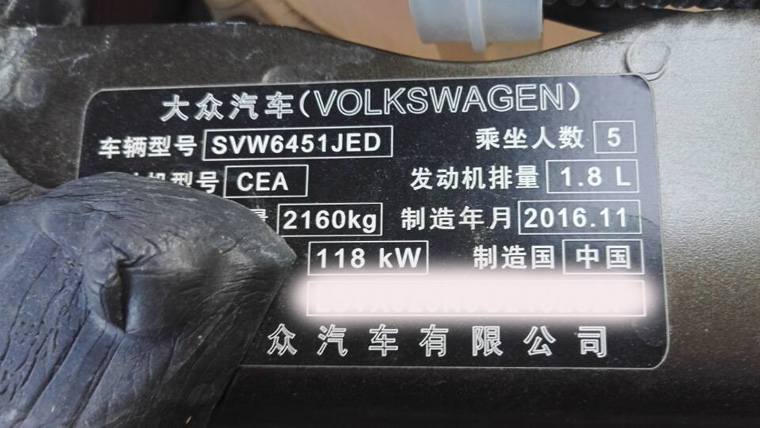 大众汽车(VOLKSWAGEN)
车辆型号 SVW6451JED 乘坐人数 5
机型号 CEA 发动机排量 1.8 L
量 2160kg 制造年月 2016.11
118 kW 制造国 中国
众汽车有限公司